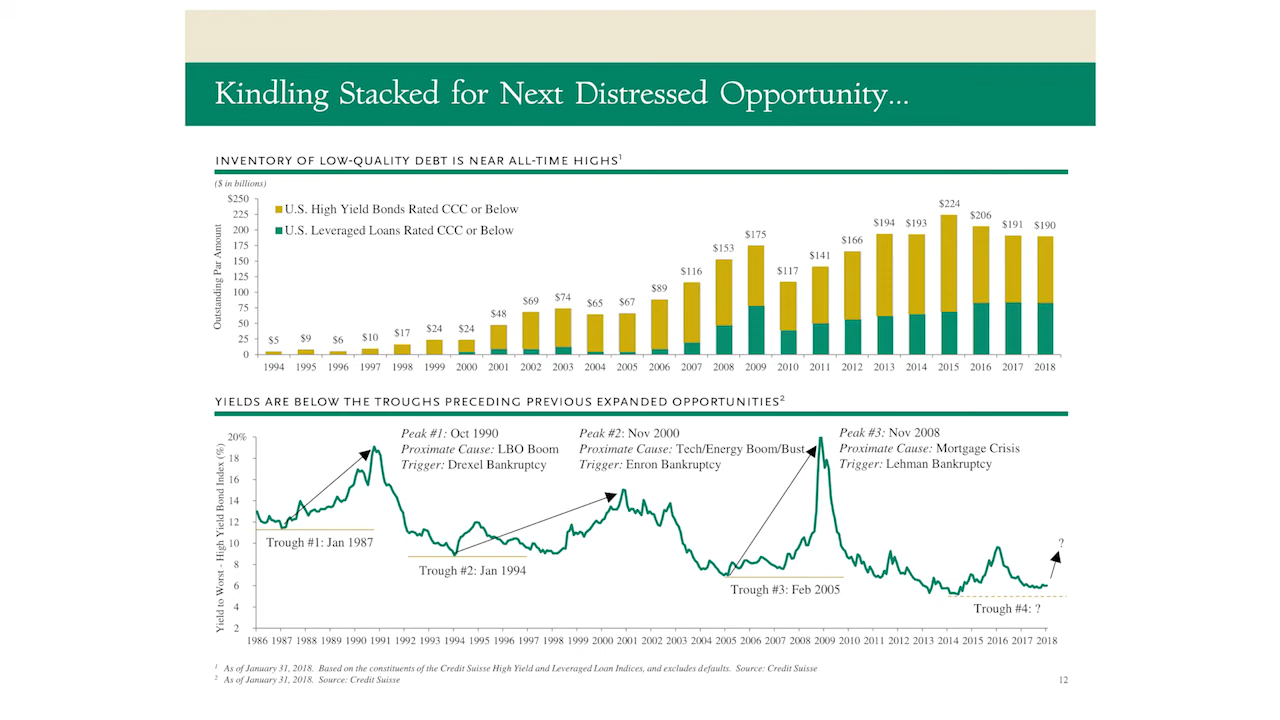 Kindling Stacked for Next Distressed Opportunity...
INVENTORY OF LOW-QUALITY DEBT IS NEAR ALL-TIME HIGHS1
($ in billions)
Outstanding Par Amount
$250
225
200
175
150
125
100
75
50
25
0
U.S. High Yield Bonds Rated CCC or Below
U.S. Leveraged Loans Rated CCC or Below
$5 $9 $6 $10 $17 $24 $24 $48 $69 $74 $65 $67 $89 $116 $153 $175 $117 $141 $166 $194 $193 $224 $206 $191 $190
1994 1995 1996 1997 1998 1999 2000 2001 2002 2003 2004 2005 2006 2007 2008 2009 2010 2011 2012 2013 2014 2015 2016 2017 2018
YIELDS ARE BELOW THE TROUGHS PRECEDING PREVIOUS EXPANDED OPPORTUNITIES2
Yield to Worst - High Yield Bond Index (%)
20%
18
16
14
12
10
8
6
4
2
Peak #1: Oct 1990
Proximate Cause: LBO Boom
Trigger: Drexel Bankruptcy
Peak #2: Nov 2000
Proximate Cause: Tech/Energy Boom/Bust
Trigger: Enron Bankruptcy
Peak #3: Nov 2008
Proximate Cause: Mortgage Crisis
Trigger: Lehman Bankruptcy
Trough #1: Jan 1987
Trough #2: Jan 1994
Trough #3: Feb 2005
?
Trough #4: ?
1986 1987 1988 1989 1990 1991 1992 1993 1994 1995 1996 1997 1998 1999 2000 2001 2002 2003 2004 2005 2006 2007 2008 2009 2010 2011 2012 2013 2014 2015 2016 2017 2018
1 As of January 31, 2018. Based on the constituents of the Credit Suisse High Yield and Leveraged Loan Indices, and excludes defaults. Source: Credit Suisse
2 As of January 31, 2018. Source: Credit Suisse
12